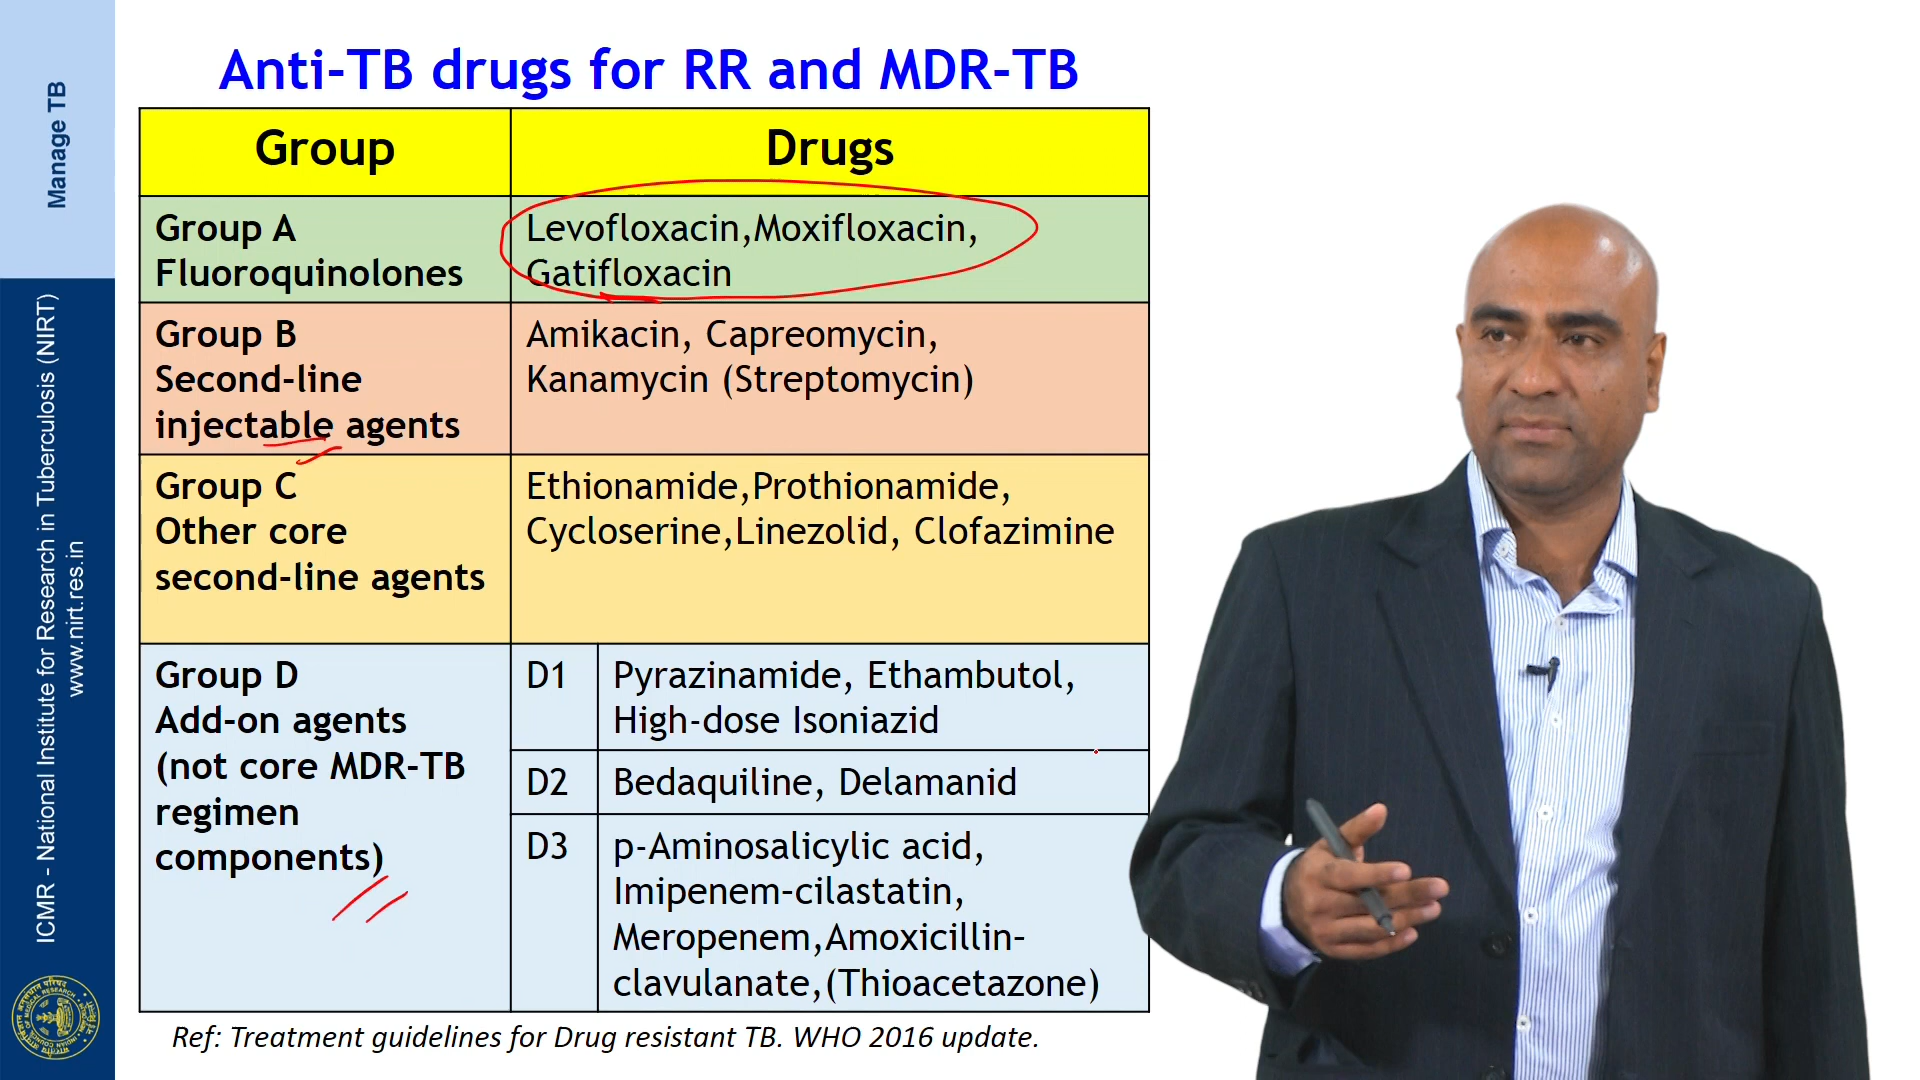 Manage TB
ICMR - National Institute for Research in Tuberculosis (NIRT)
www.nirt.res.in
Anti-TB drugs for RR and MDR-TB
Group
Drugs
Group A
Fluoroquinolones
Levofloxacin,Moxifloxacin,
Gatifloxacin
Group B
Second-line
injectable agents
Amikacin, Capreomycin,
Kanamycin (Streptomycin)
Group C
Other core
second-line agents
Ethionamide,Prothionamide,
Cycloserine,Linezolid, Clofazimine
Group D
Add-on agents
(not core MDR-TB
regimen
components)
D1
Pyrazinamide, Ethambutol,
High-dose Isoniazid
D2
Bedaquiline, Delamanid
D3
p-Aminosalicylic acid,
Imipenem-cilastatin,
Meropenem,Amoxicillin-
clavulanate,(Thioacetazone)
Ref: Treatment guidelines for Drug resistant TB. WHO 2016 update.